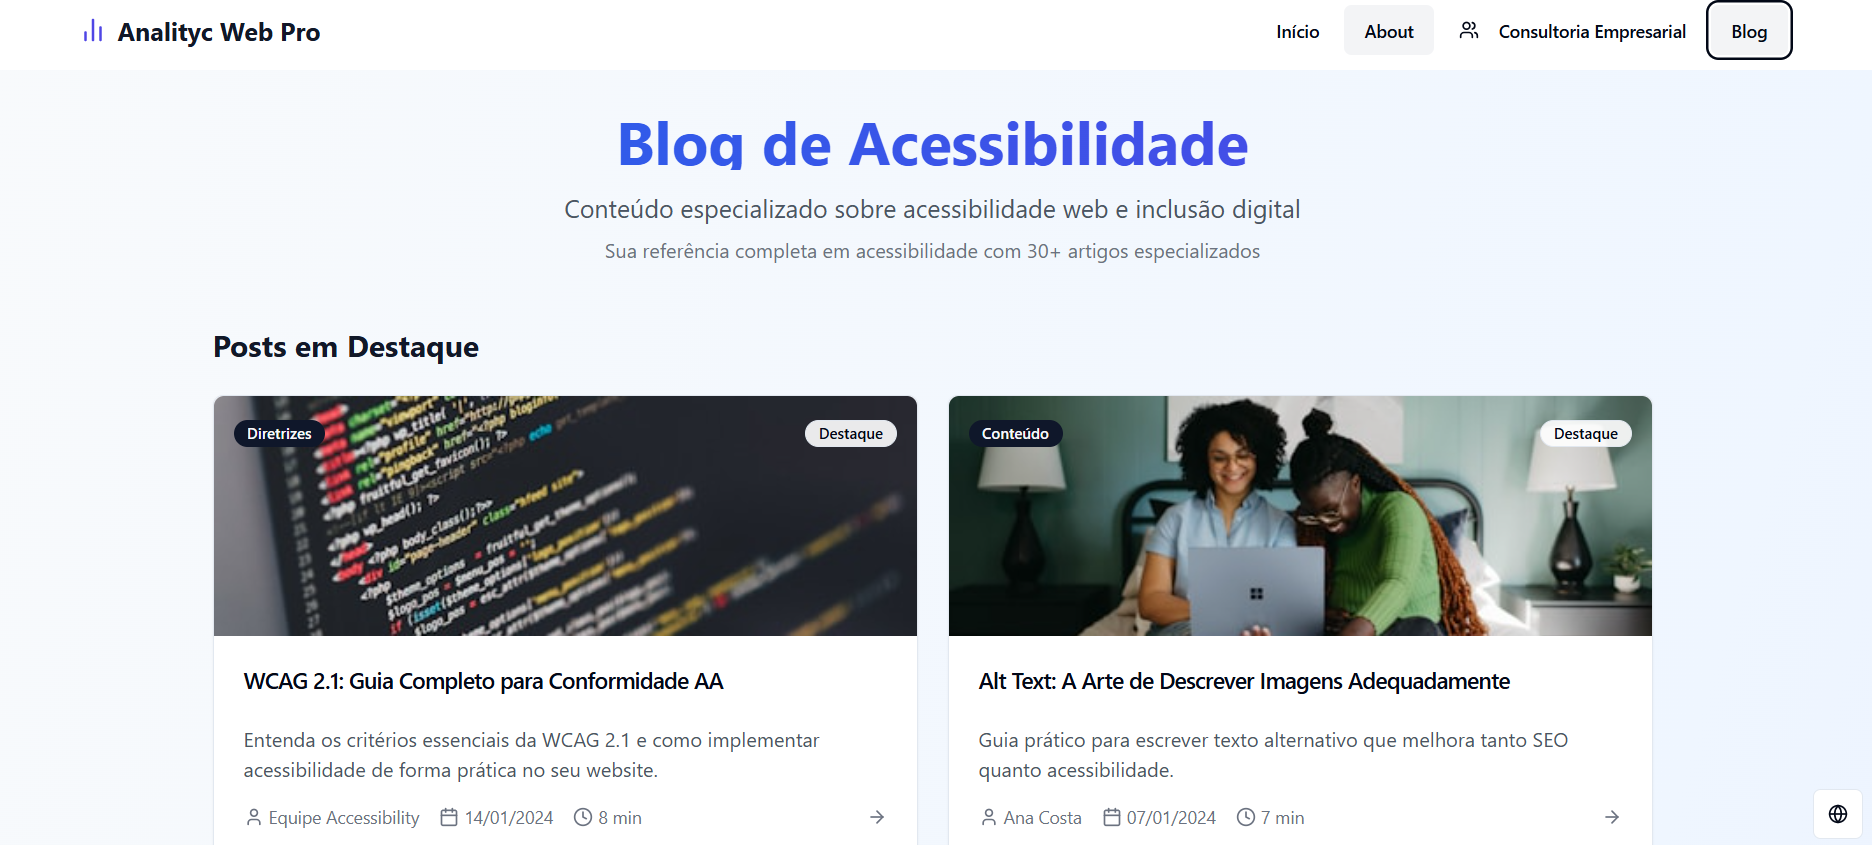 Analityc Web Pro
Início About Consultoria Empresarial Blog
Blog de Acessibilidade
Conteúdo especializado sobre acessibilidade web e inclusão digital
Sua referência completa em acessibilidade com 30+ artigos especializados
Posts em Destaque
Diretrizes
Destaque
WCAG 2.1: Guia Completo para Conformidade AA
Entenda os critérios essenciais da WCAG 2.1 e como implementar
acessibilidade de forma prática no seu website.
Equipe Accessibility 14/01/2024 8 min
Conteúdo
Destaque
Alt Text: A Arte de Descrever Imagens Adequadamente
Guia prático para escrever texto alternativo que melhora tanto SEO
quanto acessibilidade.
Ana Costa 07/01/2024 7 min